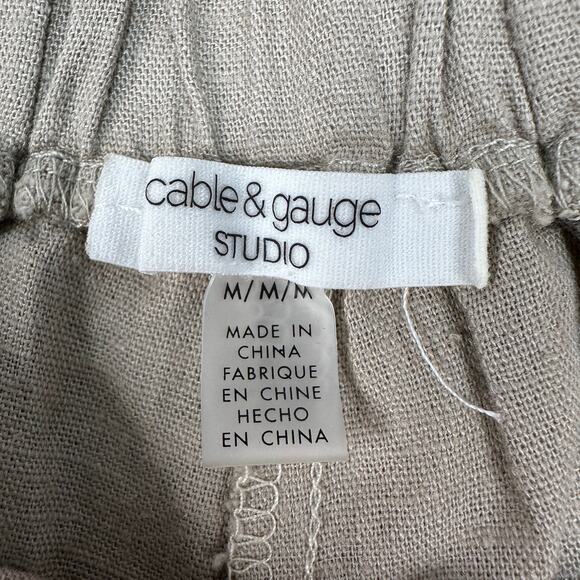 cable & gauge
STUDIO
M/M/M
MADE IN
CHINA
FABRIQUE
EN CHINE
HECHO
EN CHINA